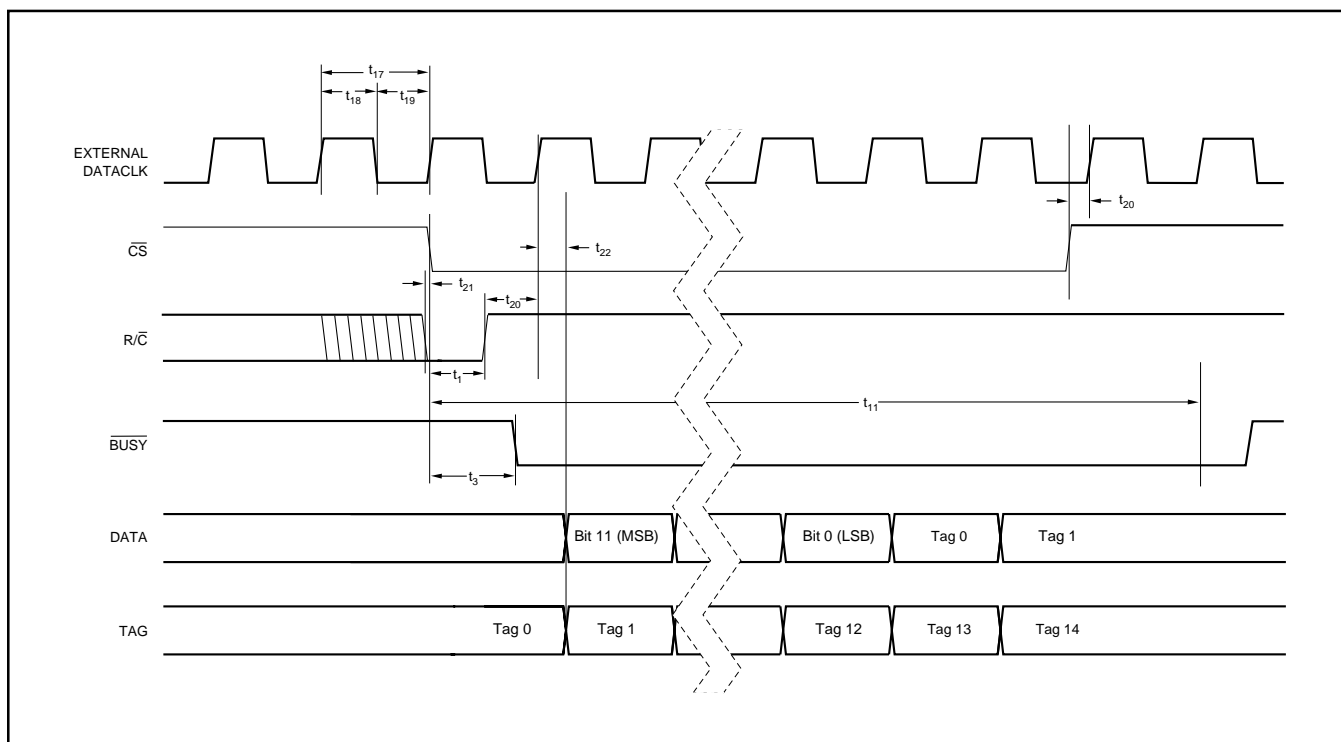 t17
t18 t19
EXTERNAL
DATACLK
t20
CS
t22
t21
t20
R/C
t1
t11
BUSY
t3
DATA Bit 11 (MSB) Bit 0 (LSB) Tag 0 Tag 1
TAG Tag 0 Tag 1 Tag 12 Tag 13 Tag 14